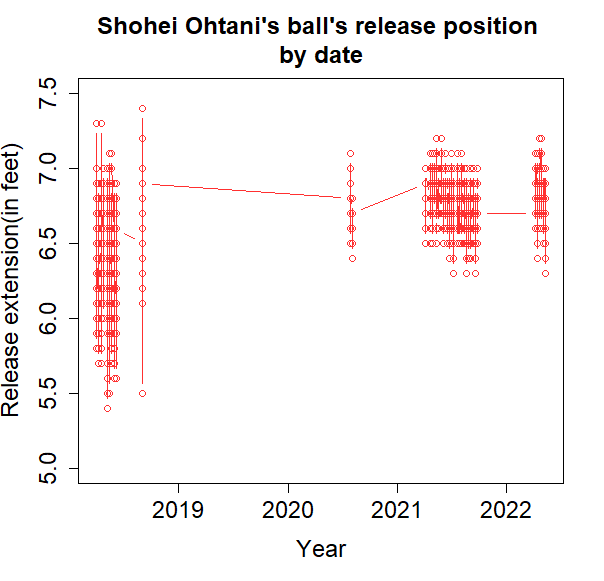 Shohei Ohtani's ball's release position
by date
Release extension(in feet)
7.5
7.0
6.5
6.0
5.5
5.0
2019 2020 2021 2022
Year